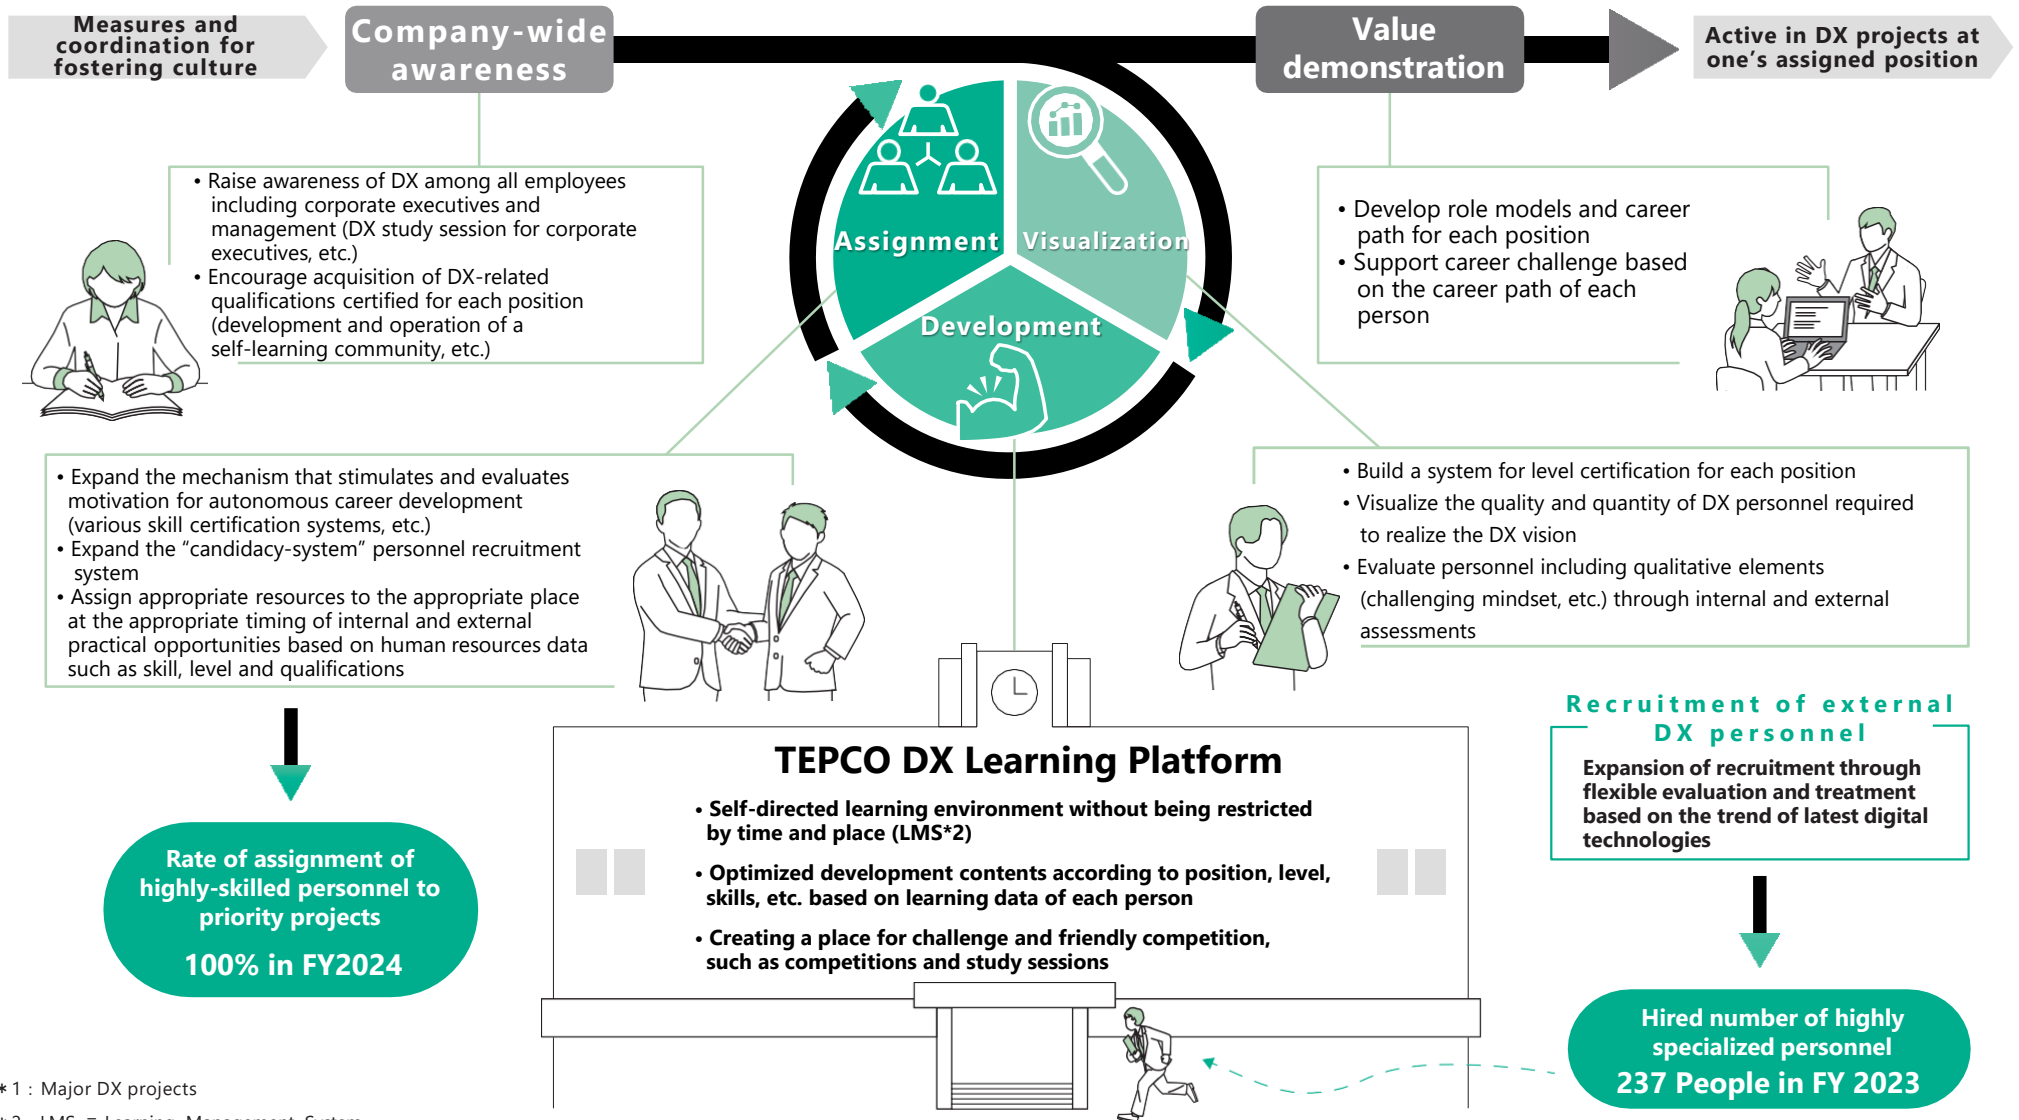 Measures and
coordination for
fostering culture
Company-wide
awareness
Value
demonstration
Active in DX projects at
one's assigned position
• Raise awareness of DX among all employees
including corporate executives and
management (DX study session for corporate
executives, etc.)
• Encourage acquisition of DX-related
qualifications certified for each position
(development and operation of a
self-learning community, etc.)
Assignment
Visualization
Development
• Develop role models and career
path for each position
• Support career challenge based
on the career path of each
person
• Expand the mechanism that stimulates and evaluates
motivation for autonomous career development
(various skill certification systems, etc.)
• Expand the “candidacy-system” personnel recruitment
system
• Assign appropriate resources to the appropriate place
at the appropriate timing of internal and external
practical opportunities based on human resources data
such as skill, level and qualifications
• Build a system for level certification for each position
• Visualize the quality and quantity of DX personnel required
to realize the DX vision
• Evaluate personnel including qualitative elements
(challenging mindset, etc.) through internal and external
assessments
Rate of assignment of
highly-skilled personnel to
priority projects
100% in FY2024
TEPCO DX Learning Platform
• Self-directed learning environment without being restricted
by time and place (LMS*2)
• Optimized development contents according to position, level,
skills, etc. based on learning data of each person
• Creating a place for challenge and friendly competition,
such as competitions and study sessions
Recruitment of external
DX personnel
Expansion of recruitment through
flexible evaluation and treatment
based on the trend of latest digital
technologies
Hired number of highly
specialized personnel
237 People in FY 2023
*1 : Major DX projects